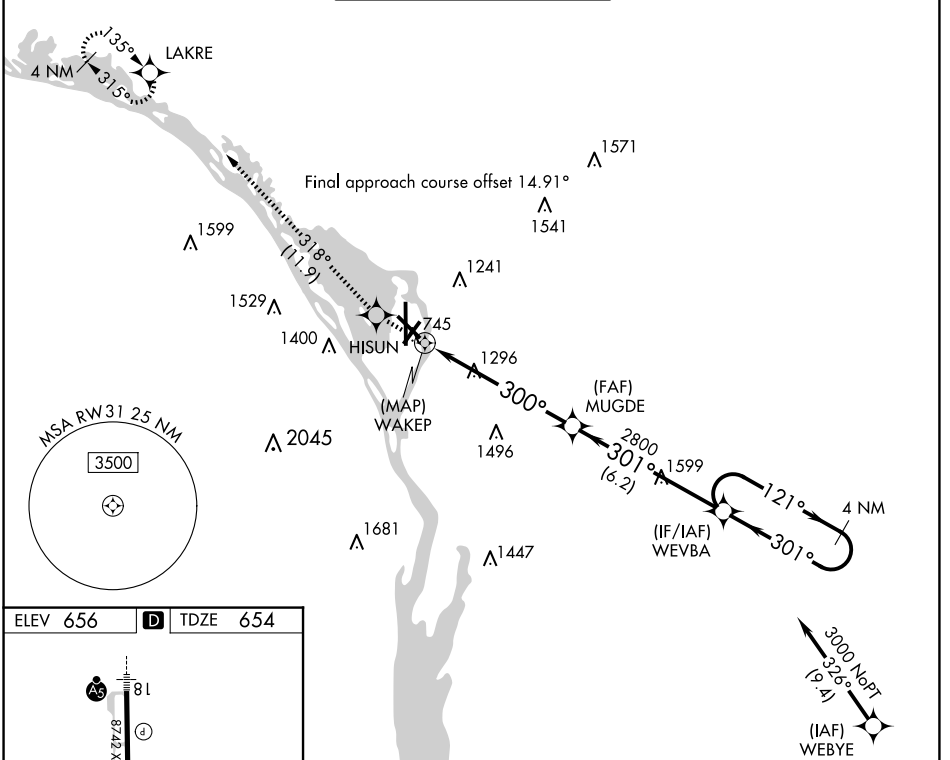 135°
LAKRE
4 NM
315°
1571
Final approach course offset 14.91°
1541
1599
318°
(11.9)
1241
1529
745
1400
HISUN
1296
(FAF)
MUGDE
300°
(MAP)
WAKEP
2800
301°
(6.2)
1599
1496
MSA RW31 25 NM
3500
2045
121°
4 NM
(IF/IAF)
WEVBA
301°
1681
1447
ELEV 656
D
TDZE 654
3000 NoPT
326°
(9.4)
(IAF)
WEBYE
A5
18
P
8742 X